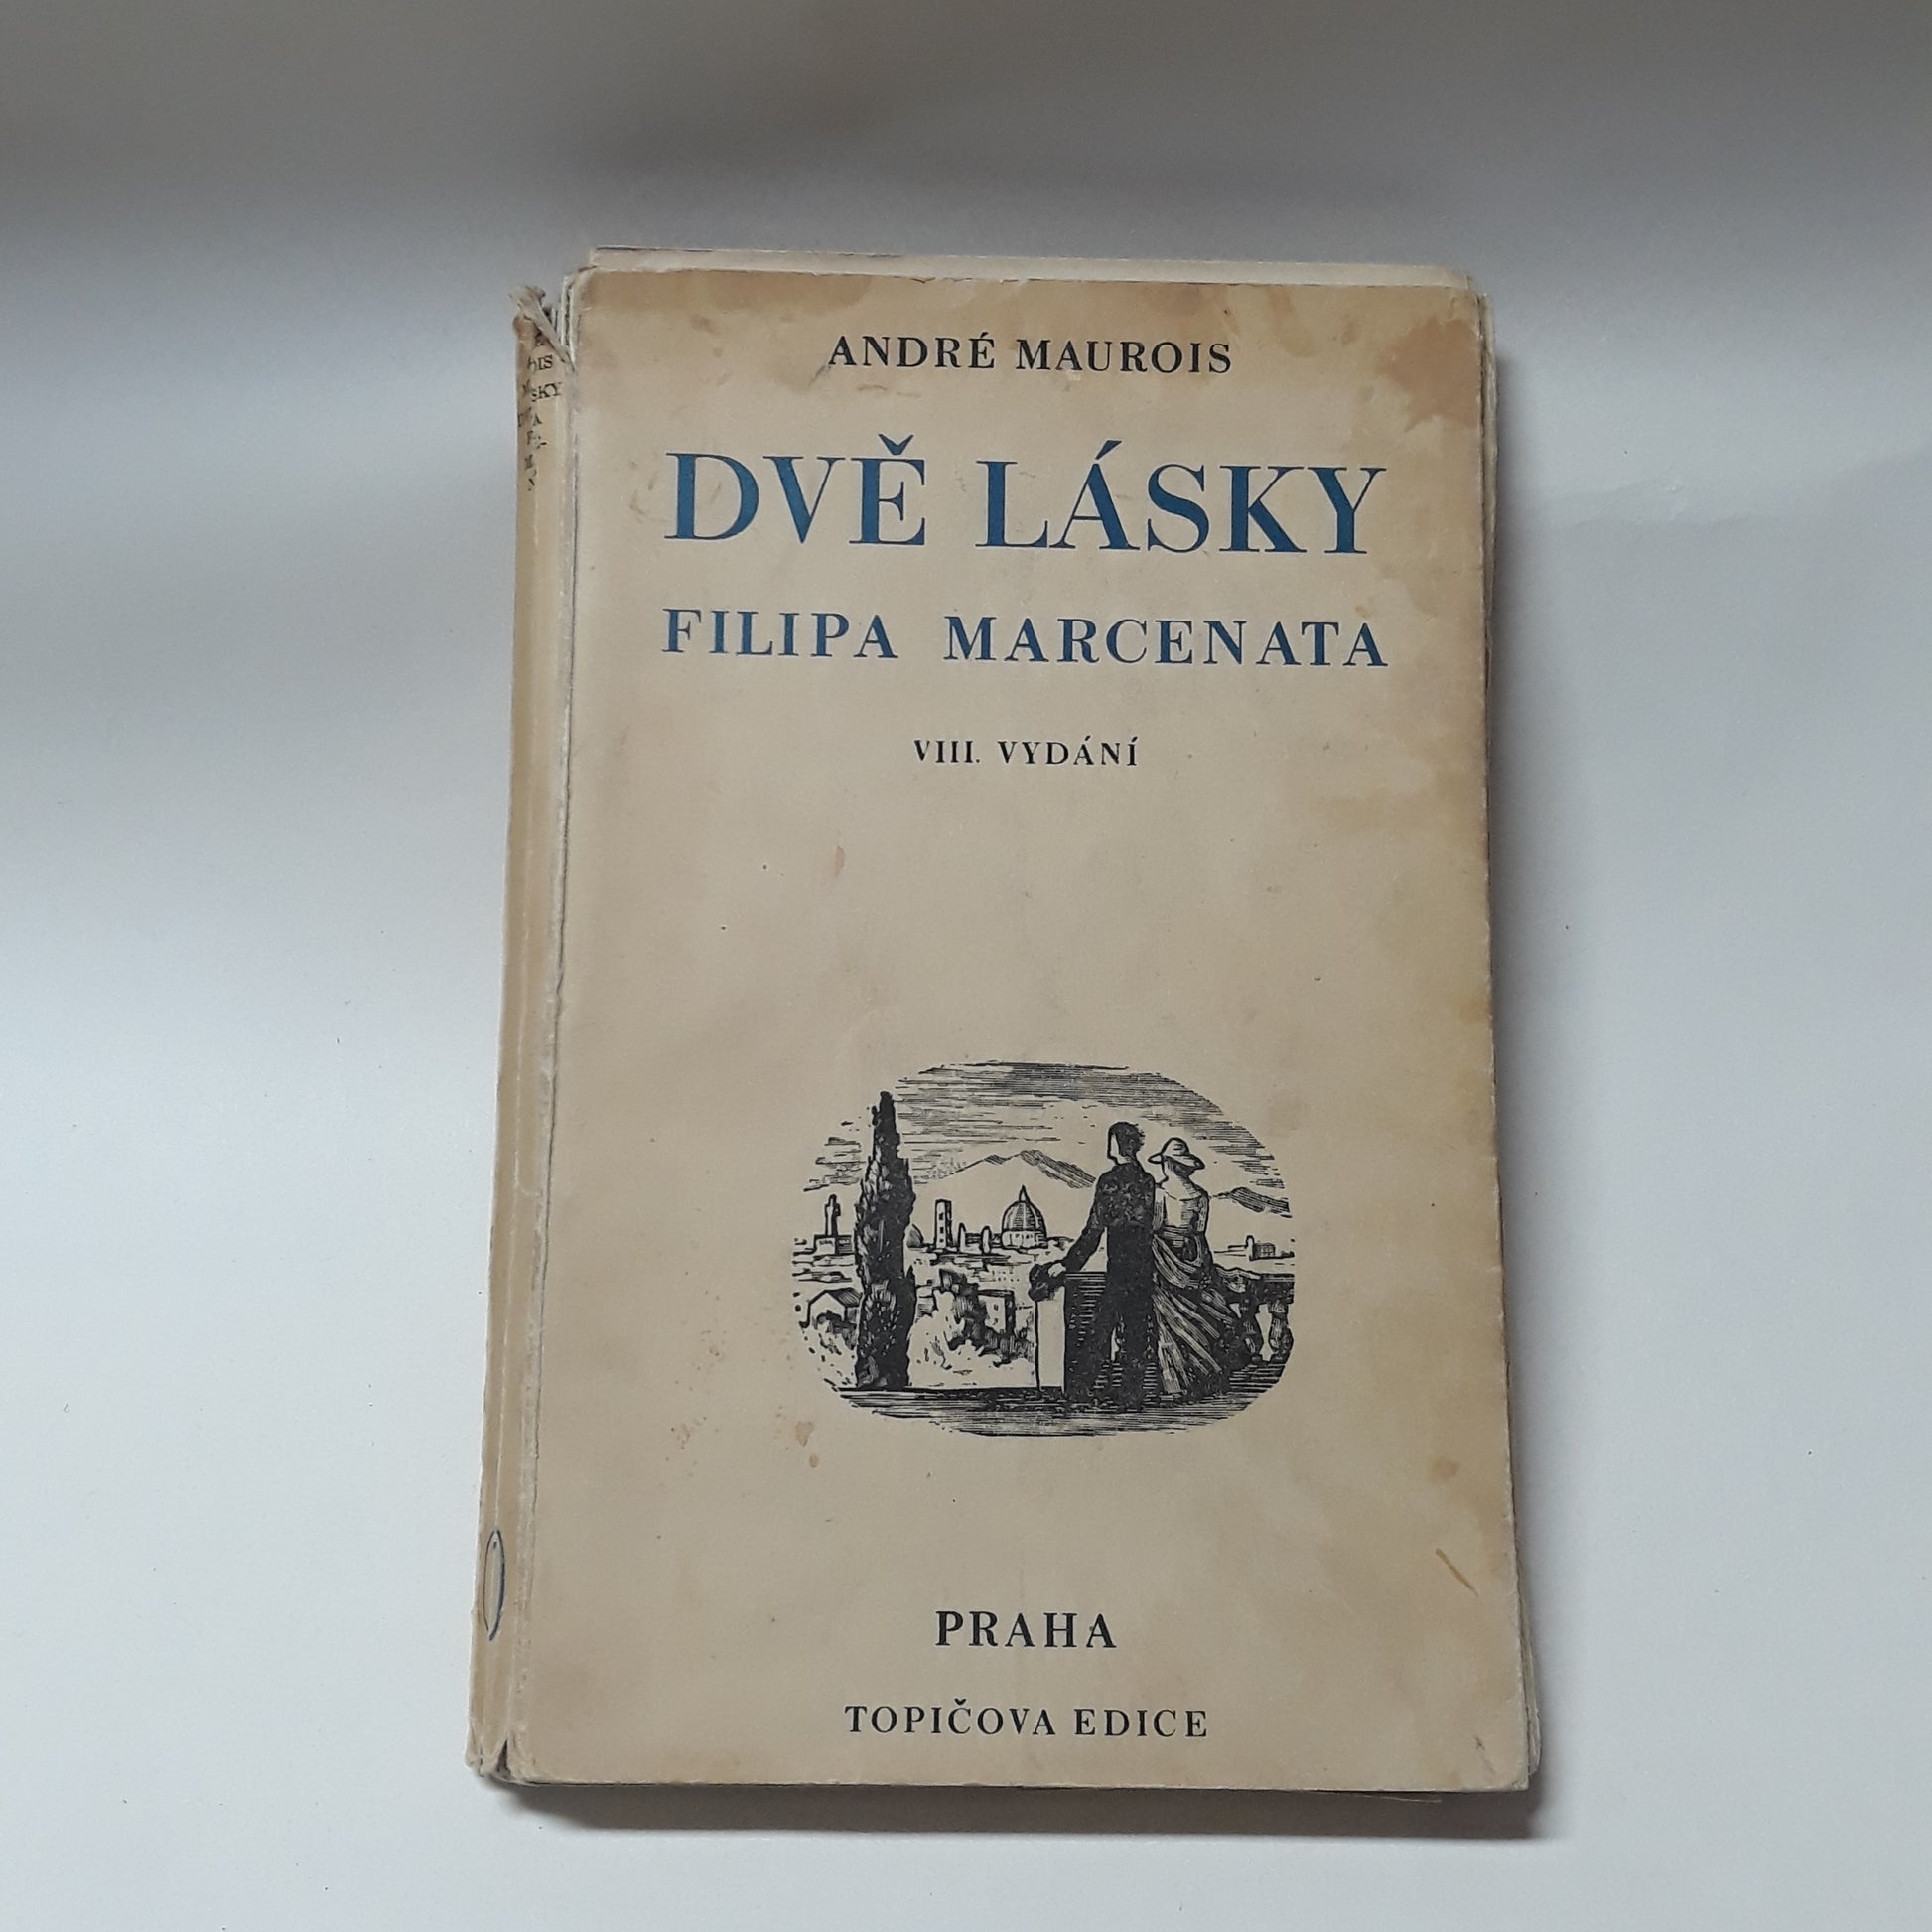 ANDRÉ MAUROIS
DVĚ LÁSKY
FILIPA MARCENATA
VIII. VYDÁNÍ
PRAHA
TOPIČOVA EDICE